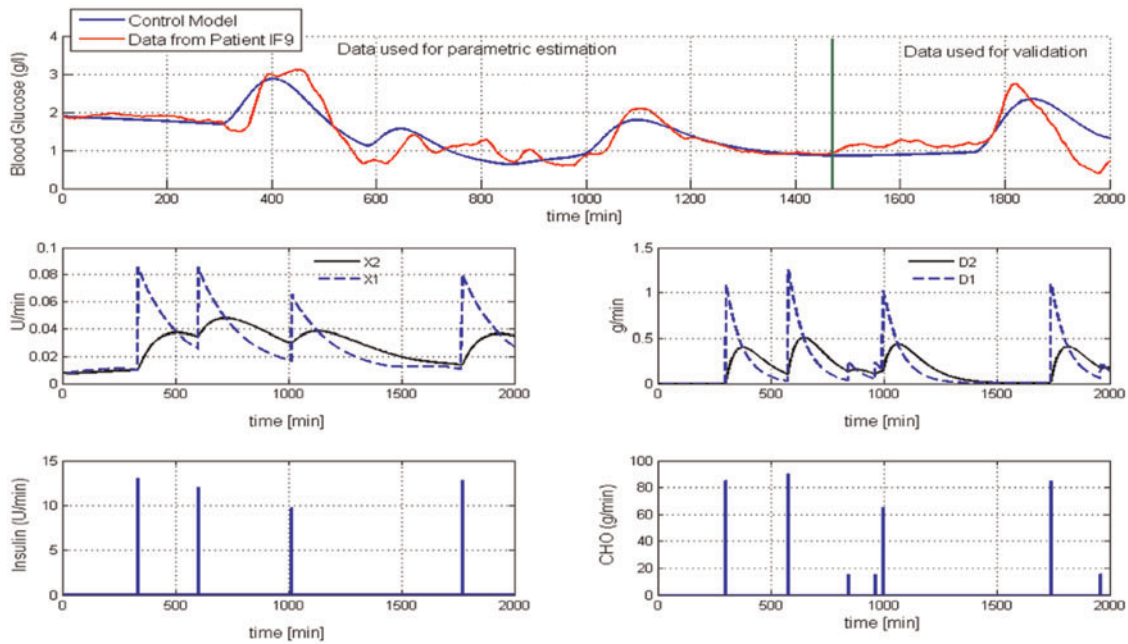 Control Model
Data from Patient IF9
Data used for parametric estimation
Data used for validation
Blood Glucose (g/l)
4
3
2
1
0
0 200 400 600 800 1000 1200 1400 1600 1800 2000
time [min]
U/min
0.1
0.08
0.06
0.04
0.02
0
X2
X1
0 500 1000 1500 2000
time [min]
g/min
1.5
1
0.5
0
D2
D1
0 500 1000 1500 2000
time [min]
Insulin (U/min)
15
10
5
0
0 500 1000 1500 2000
time [min]
CHO (g/min)
100
80
60
40
20
0
0 500 1000 1500 2000
time [min]